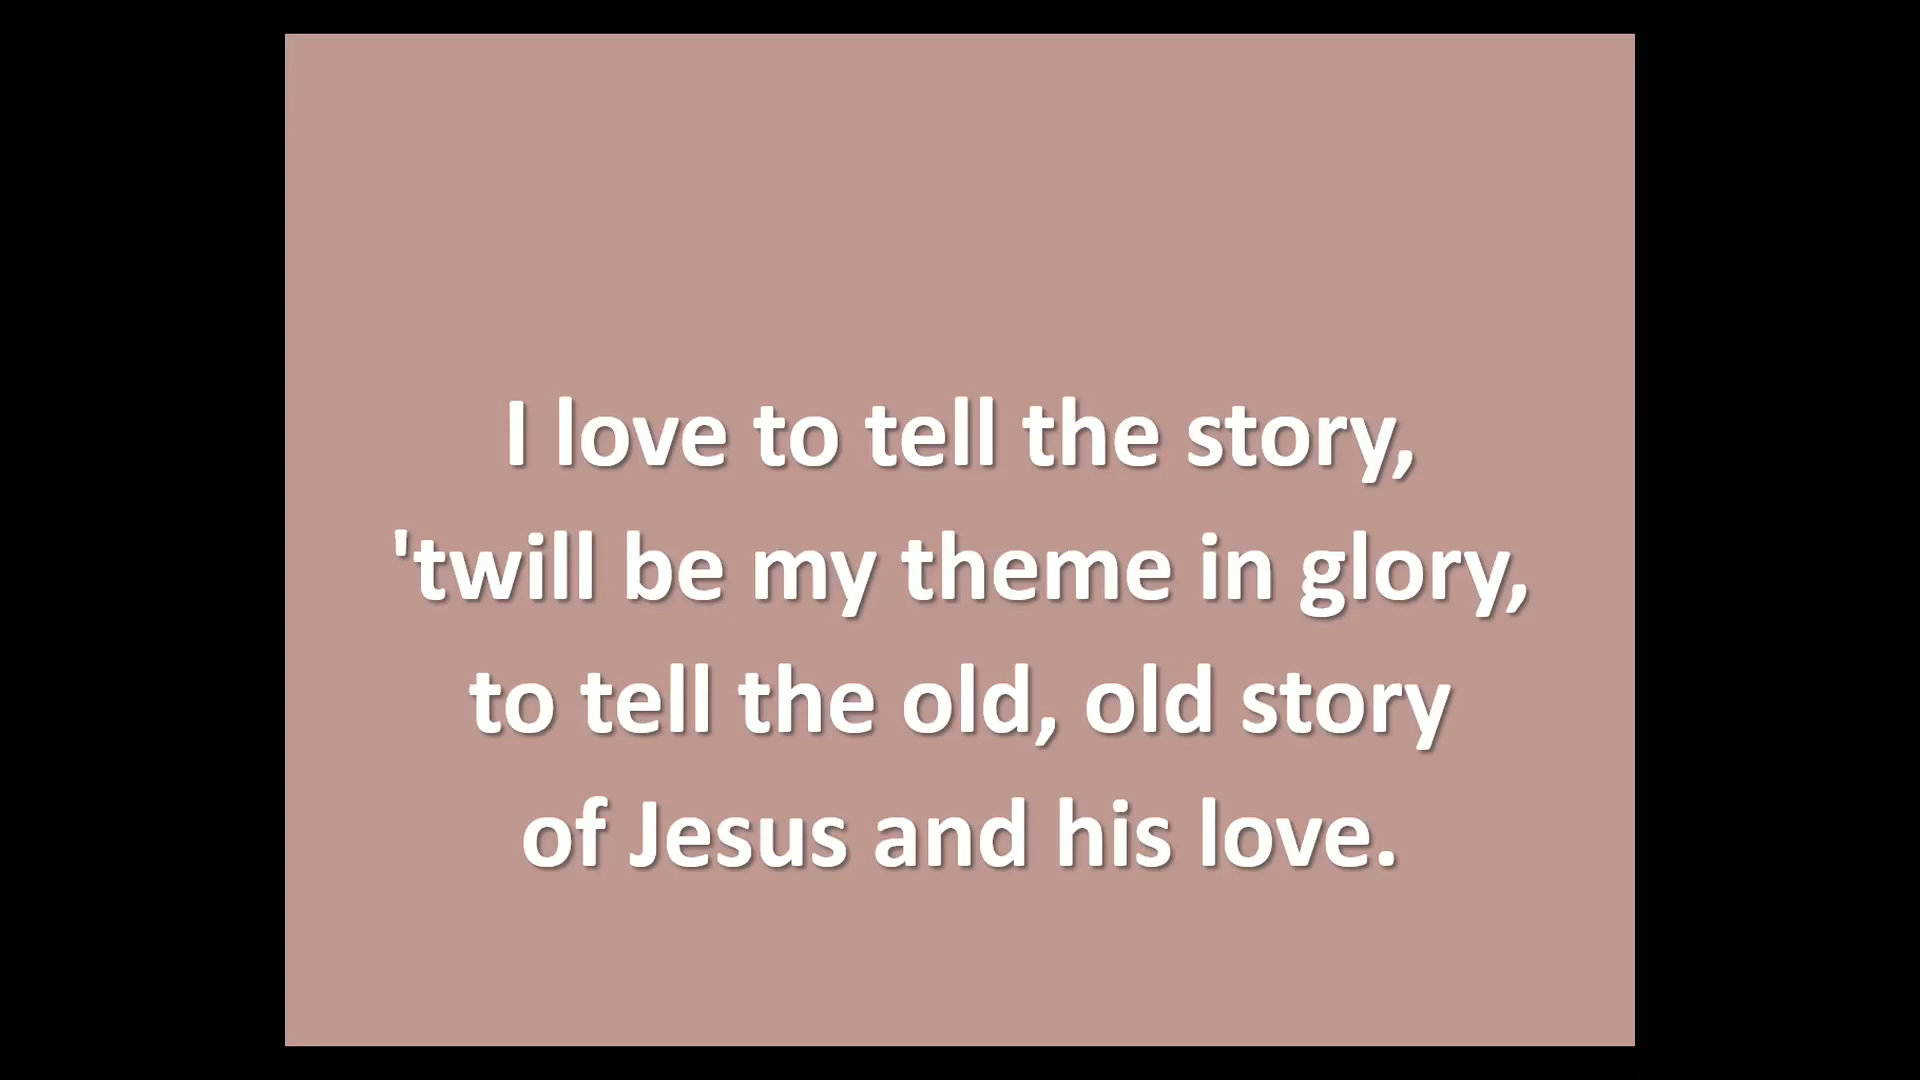 I love to tell the story,
'twill be my theme in glory,
to tell the old, old story
of Jesus and his love.